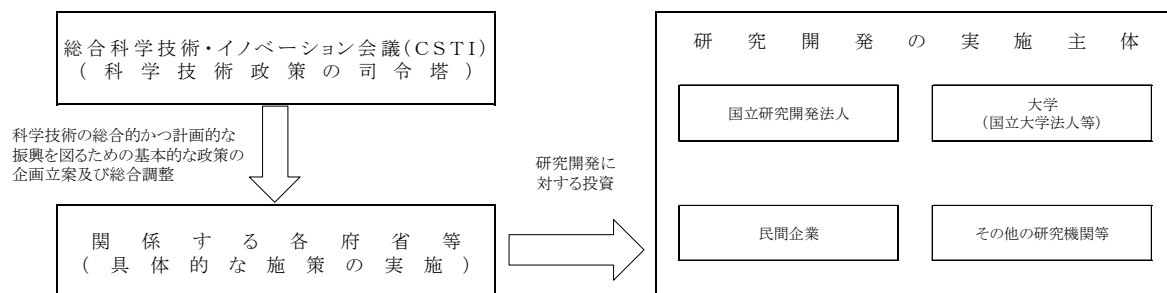 総合科学技術・イノベーション会議(CSTI)
(科学技術政策の司令塔)
科学技術の総合的かつ計画的な
振興を図るための基本的な政策の
企画立案及び総合調整
関係する各府省等
(具体的な施策の実施)
研究開発に
対する投資
研究開発の実施主体
国立研究開発法人
大学
(国立大学法人等)
民間企業
その他の研究機関等